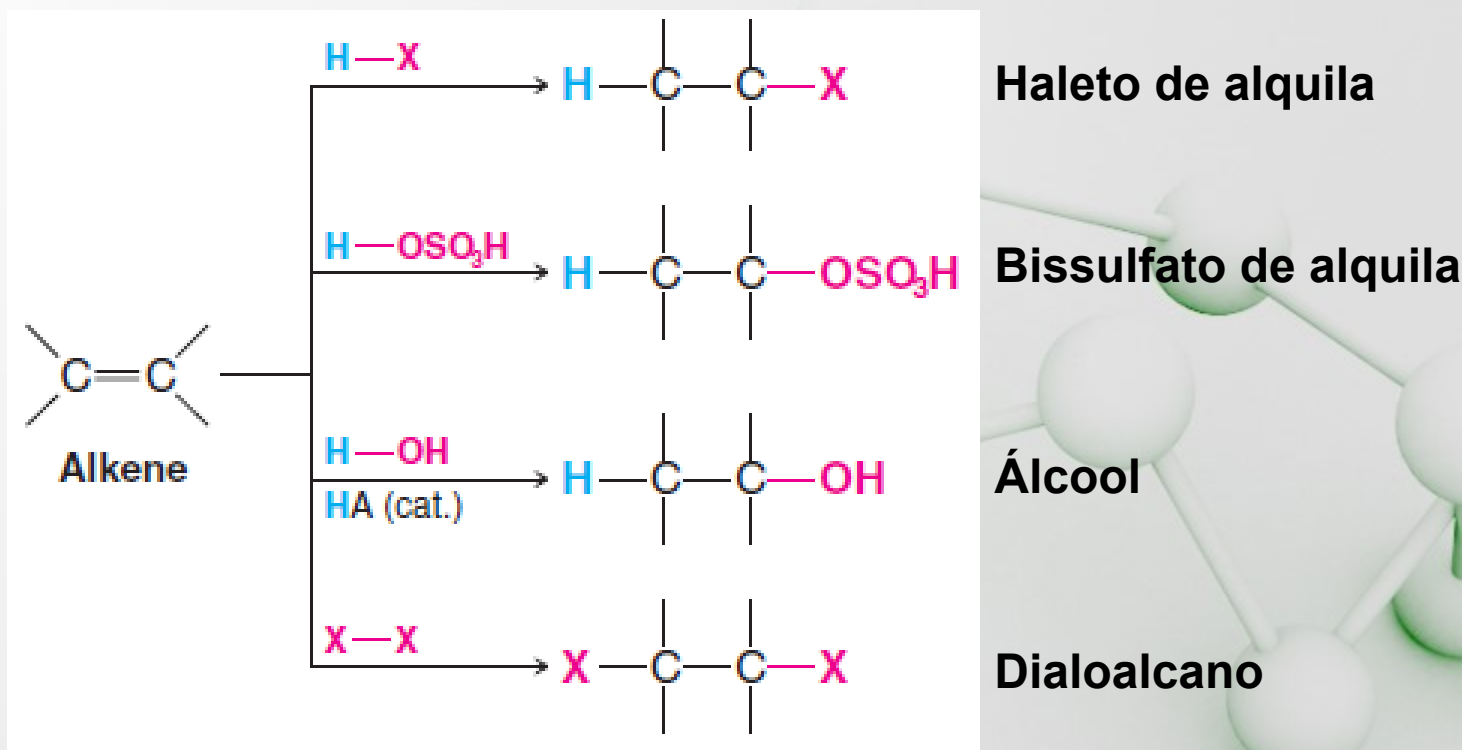 H—X
H—C—C—X
Haleto de alquila
H—OSO₃H
H—C—C—OSO₃H
Bissulfato de alquila
C=C
Alkene
H—OH
HA (cat.)
H—C—C—OH
Álcool
X—X
X—C—C—X
Dialoalcano